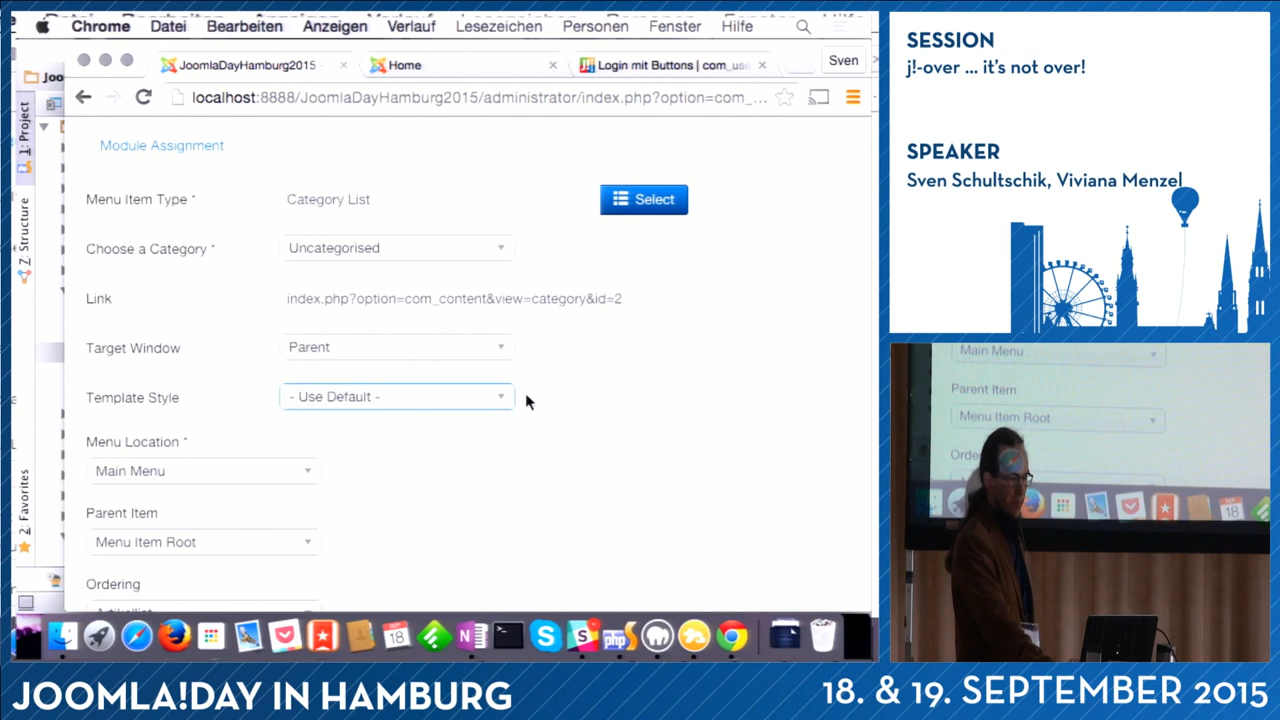 Chrome Datei Bearbeiten Anzeigen Verlauf Lesezeichen Personen Fenster Hilfe
JoomlaDayHamburg2015 -
Home
Login mit Buttons | com_use
Sven
localhost:8888/JoomlaDayHamburg2015/administrator/index.php?option=com_...
1: Project
Z: Structure
2: Favorites
Module Assignment
Menu Item Type *
Category List
Select
Choose a Category *
Uncategorised
Link
index.php?option=com_content&view=category&id=2
Target Window
Parent
Template Style
- Use Default -
Menu Location *
Main Menu
Parent Item
Menu Item Root
Ordering
18
php
SESSION
j!-over ... it's not over!
SPEAKER
Sven Schultschik, Viviana Menzel
Main Menu
Parent Item
Menu Item Root
18
JOOMLA!DAY IN HAMBURG
18. & 19. SEPTEMBER 2015